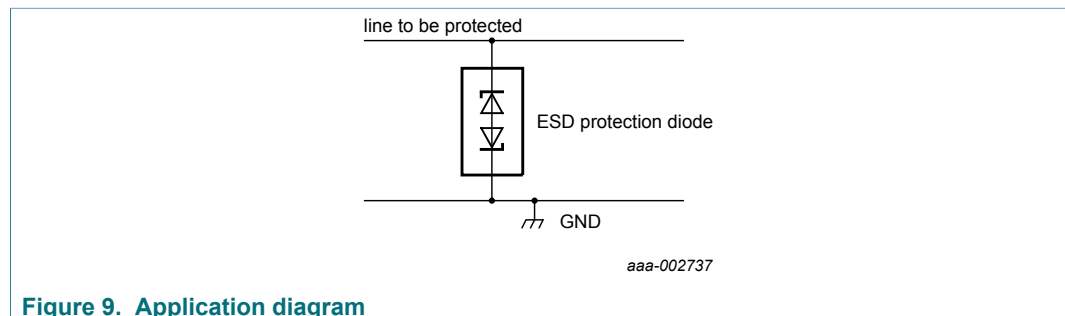 line to be protected
ESD protection diode
GND
aaa-002737
Figure 9. Application diagram